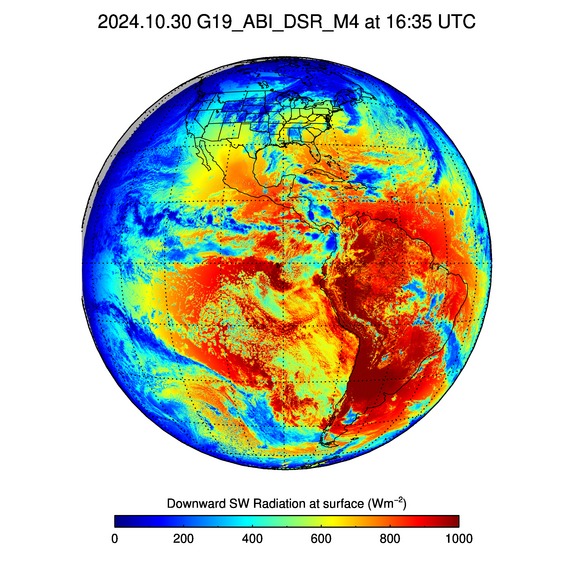 2024.10.30 G19_ABI_DSR_M4 at 16:35 UTC
Downward SW Radiation at surface (Wm⁻²)
0 200 400 600 800 1000